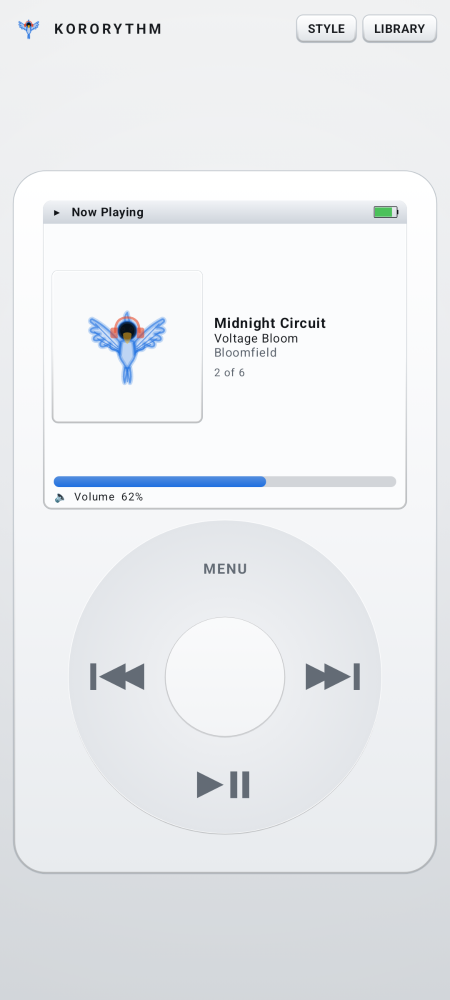 KORORYTHM
STYLE
LIBRARY
Now Playing
Midnight Circuit
Voltage Bloom
Bloomfield
2 of 6
Volume 62%
MENU